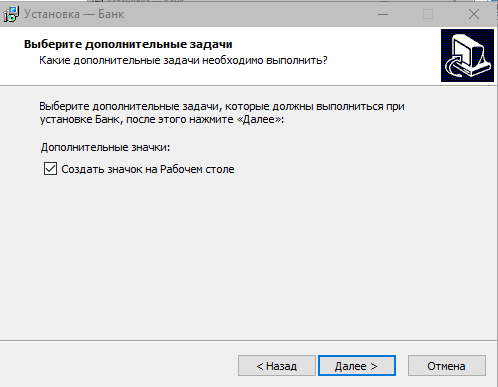 Установка — Банк
Выберите дополнительные задачи
Какие дополнительные задачи необходимо выполнить?
Выберите дополнительные задачи, которые должны выполниться при
установке Банк, после этого нажмите «Далее»:
Дополнительные значки:
Создать значок на Рабочем столе
< Назад
Далее >
Отмена